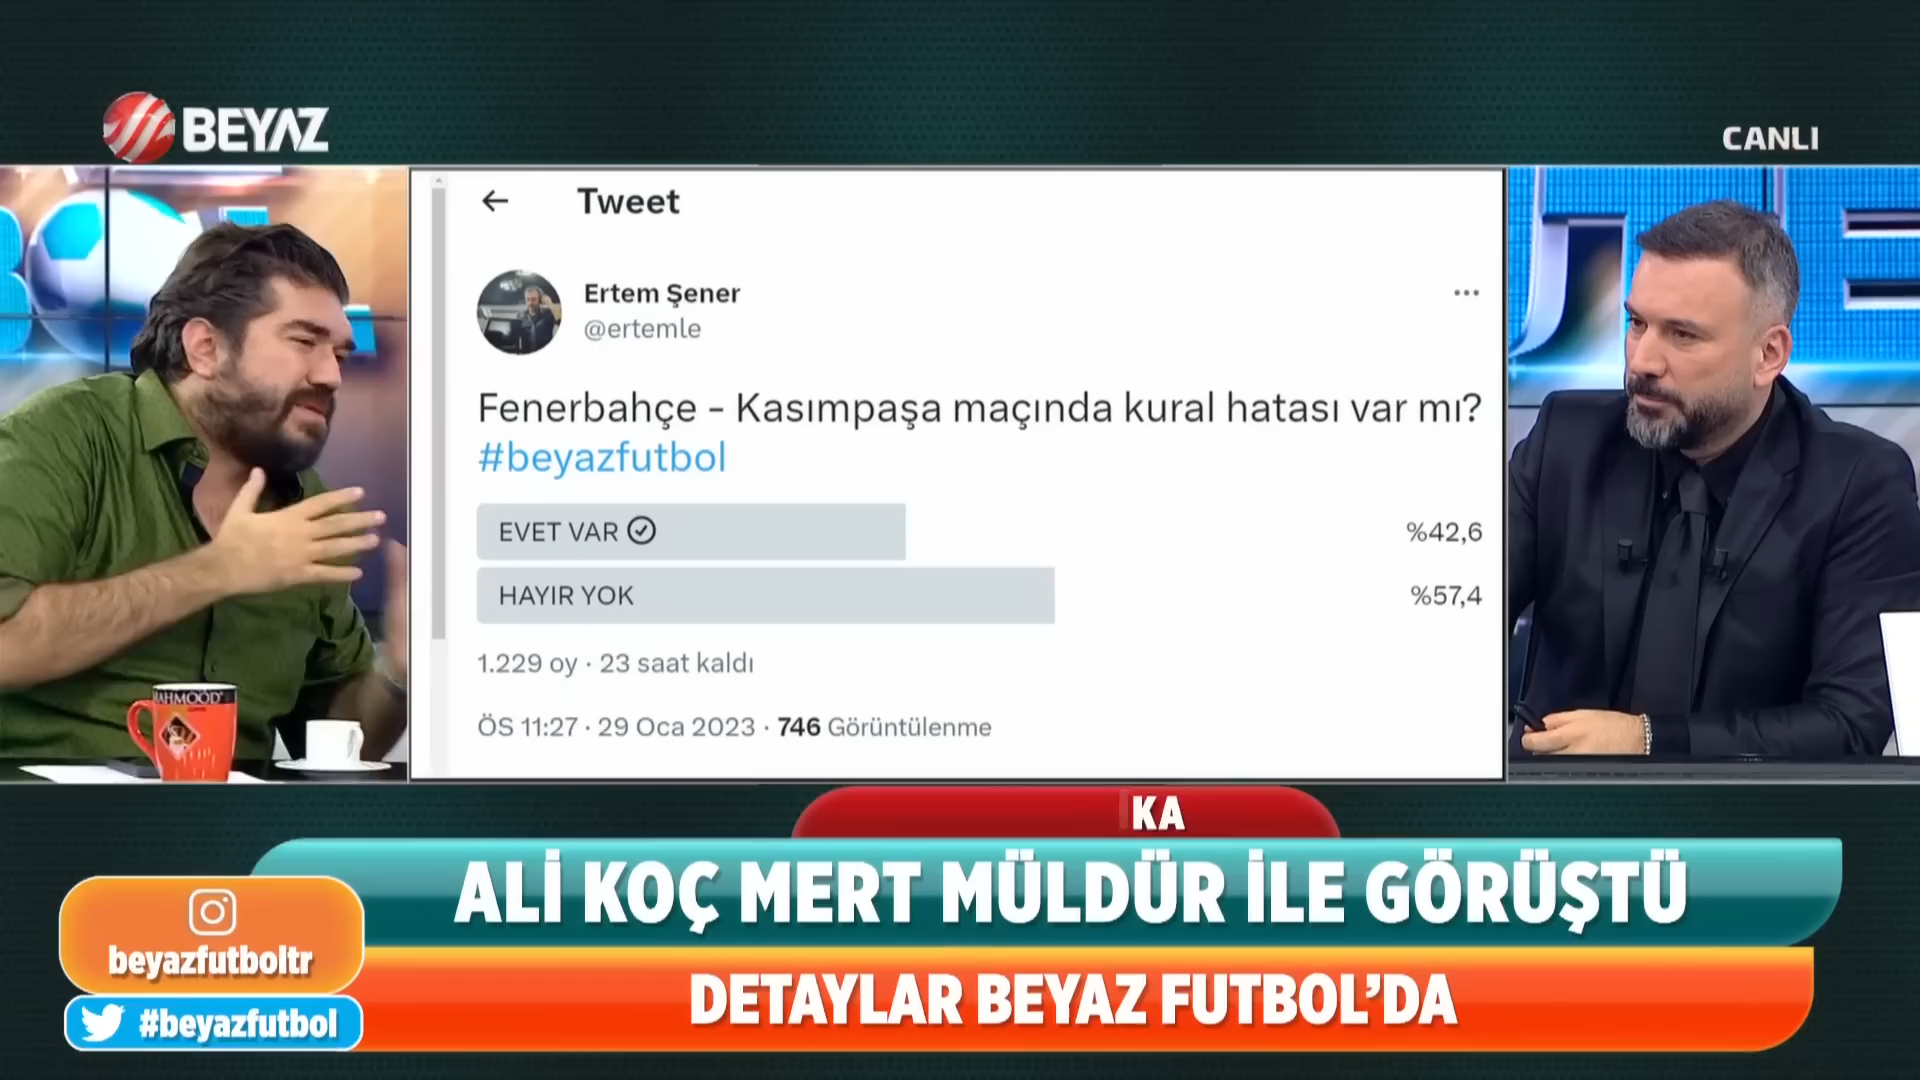 BEYAZ
CANLI
Tweet
Ertem Şener
@ertemle
Fenerbahçe - Kasımpaşa maçında kural hatası var mı?
#beyazfutbol
EVET VAR
%42,6
HAYIR YOK
%57,4
1.229 oy · 23 saat kaldı
ÖS 11:27 · 29 Oca 2023 · 746 Görüntülenme
MAHMOOD
KA
ALİ KOÇ MERT MÜLDÜR İLE GÖRÜŞTÜ
DETAYLAR BEYAZ FUTBOL'DA
beyazfutboltr
#beyazfutbol